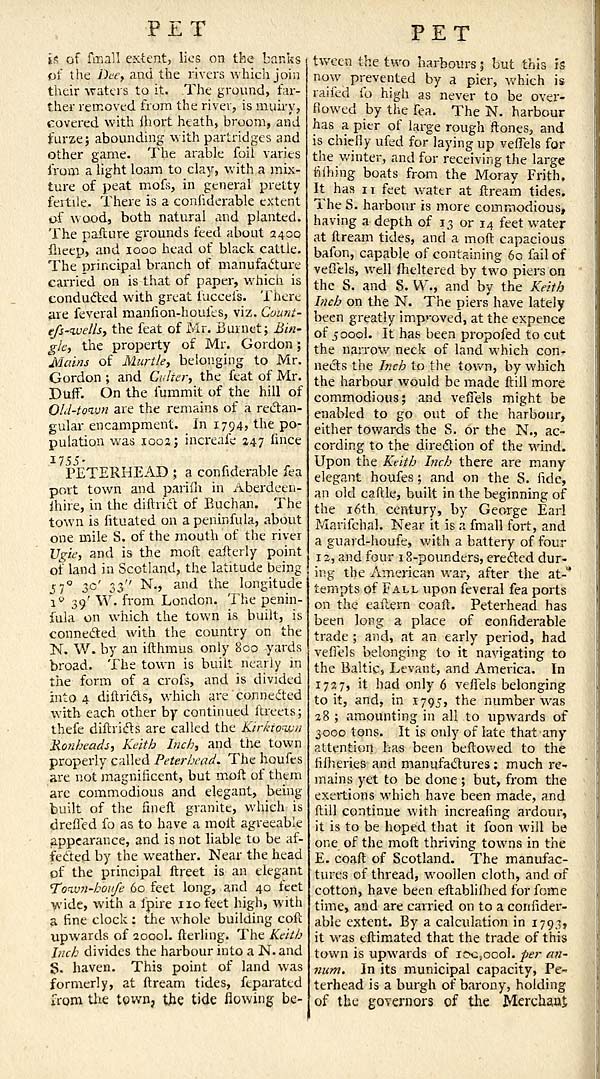 PET
is of ſmall extent, lies on the banks
of the Dee, and the rivers which join
their waters to it. The ground, far-
ther removed from the river, is muiry,
covered with ſhort heath, broom, and
furze; abounding with partridges and
other game. The arable ſoil varies
from a light loam to clay, with a mix-
ture of peat moſs, in general pretty
fertile. There is a conſiderable extent
of wood, both natural and planted.
The paſture grounds feed about 2400
ſheep, and 1000 head of black cattle.
The principal branch of manufacture
carried on is that of paper, which is
conducted with great ſucceſs. There
are ſeveral manſion-houſes, viz. Count-
eſs-wells, the ſeat of Mr. Burnet; Bin-
gle, the property of Mr. Gordon;
Mains of Murtle, belonging to Mr.
Gordon; and Culter, the ſeat of Mr.
Duff. On the ſummit of the hill of
Old-town are the remains of a rectan-
gular encampment. In 1794, the po-
pulation was 1002; increaſe 247 ſince
1755.
PETERHEAD; a conſiderable ſea
port town and pariſh in Aberdeen-
ſhire, in the diſtrict of Buchan. The
town is ſituated on a peninſula, about
one mile S. of the mouth of the river
Ugie, and is the moſt eaſterly point
of land in Scotland, the latitude being
57° 30′ 33″ N., and the longitude
1° 39′ W. from London. The penin-
ſula on which the town is built, is
connected with the country on the
N. W. by an iſthmus only 800 yards
broad. The town is built nearly in
the form of a croſs, and is divided
into 4 diſtricts, which are connected
with each other by continued ſtreets;
theſe diſtricts are called the Kirktown
Ronheads, Keith Inch, and the town
properly called Peterhead. The houſes
are not magnificent, but moſt of them
are commodious and elegant, being
built of the fineſt granite, which is
dreſſed ſo as to have a moſt agreeable
appearance, and is not liable to be af-
fected by the weather. Near the head
of the principal ſtreet is an elegant
Town-houſe 60 feet long, and 40 feet
wide, with a ſpire 110 feet high, with
a fine clock: the whole building coſt
upwards of 2000l. ſterling. The Keith
Inch divides the harbour into a N. and
S. haven. This point of land was
formerly, at ſtream tides, ſeparated
from the town, the tide flowing be-
PET
tween the two harbours; but this is
now prevented by a pier, which is
raiſed ſo high as never to be over-
flowed by the ſea. The N. harbour
has a pier of large rough ſtones, and
is chiefly uſed for laying up veſſels for
the winter, and for receiving the large
fiſhing boats from the Moray Frith.
It has 11 feet water at ſtream tides.
The S. harbour is more commodious,
having a depth of 13 or 14 feet water
at ſtream tides, and a moſt capacious
baſon, capable of containing 60 ſail of
veſſels, well ſheltered by two piers on
the S. and S. W., and by the Keith
Inch on the N. The piers have lately
been greatly improved, at the expence
of 5000l. It has been propoſed to cut
the narrow neck of land which con-
nects the Inch to the town, by which
the harbour would be made ſtill more
commodious; and veſſels might be
enabled to go out of the harbour,
either towards the S. or the N., ac-
cording to the direction of the wind.
Upon the Keith Inch there are many
elegant houſes; and on the S. ſide,
an old caſtle, built in the beginning of
the 16th century, by George Earl
Mariſchal. Near it is a ſmall fort, and
a guard-houſe, with a battery of four
12, and four 18-pounders, erected dur-
ing the American war, after the at-
tempts of FALL upon ſeveral ſea ports
on the eaſtern coaſt. Peterhead has
been long a place of conſiderable
trade; and, at an early period, had
veſſels belonging to it navigating to
the Baltic, Levant, and America. In
1727, it had only 6 veſſels belonging
to it, and, in 1795, the number was
28; amounting in all to upwards of
3000 tons. It is only of late that any
attention has been beſtowed to the
fiſheries and manufactures: much re-
mains yet to be done; but, from the
exertions which have been made, and
ſtill continue with increaſing ardour,
it is to be hoped that it ſoon will be
one of the moſt thriving towns in the
E. coaſt of Scotland. The manufac-
tures of thread, woollen cloth, and of
cotton, have been eſtabliſhed for ſome
time, and are carried on to a conſider-
able extent. By a calculation in 1793,
it was eſtimated that the trade of this
town is upwards of 100,000l. per an-
num. In its municipal capacity, Pe-
terhead is a burgh of barony, holding
of the governors of the Merchant